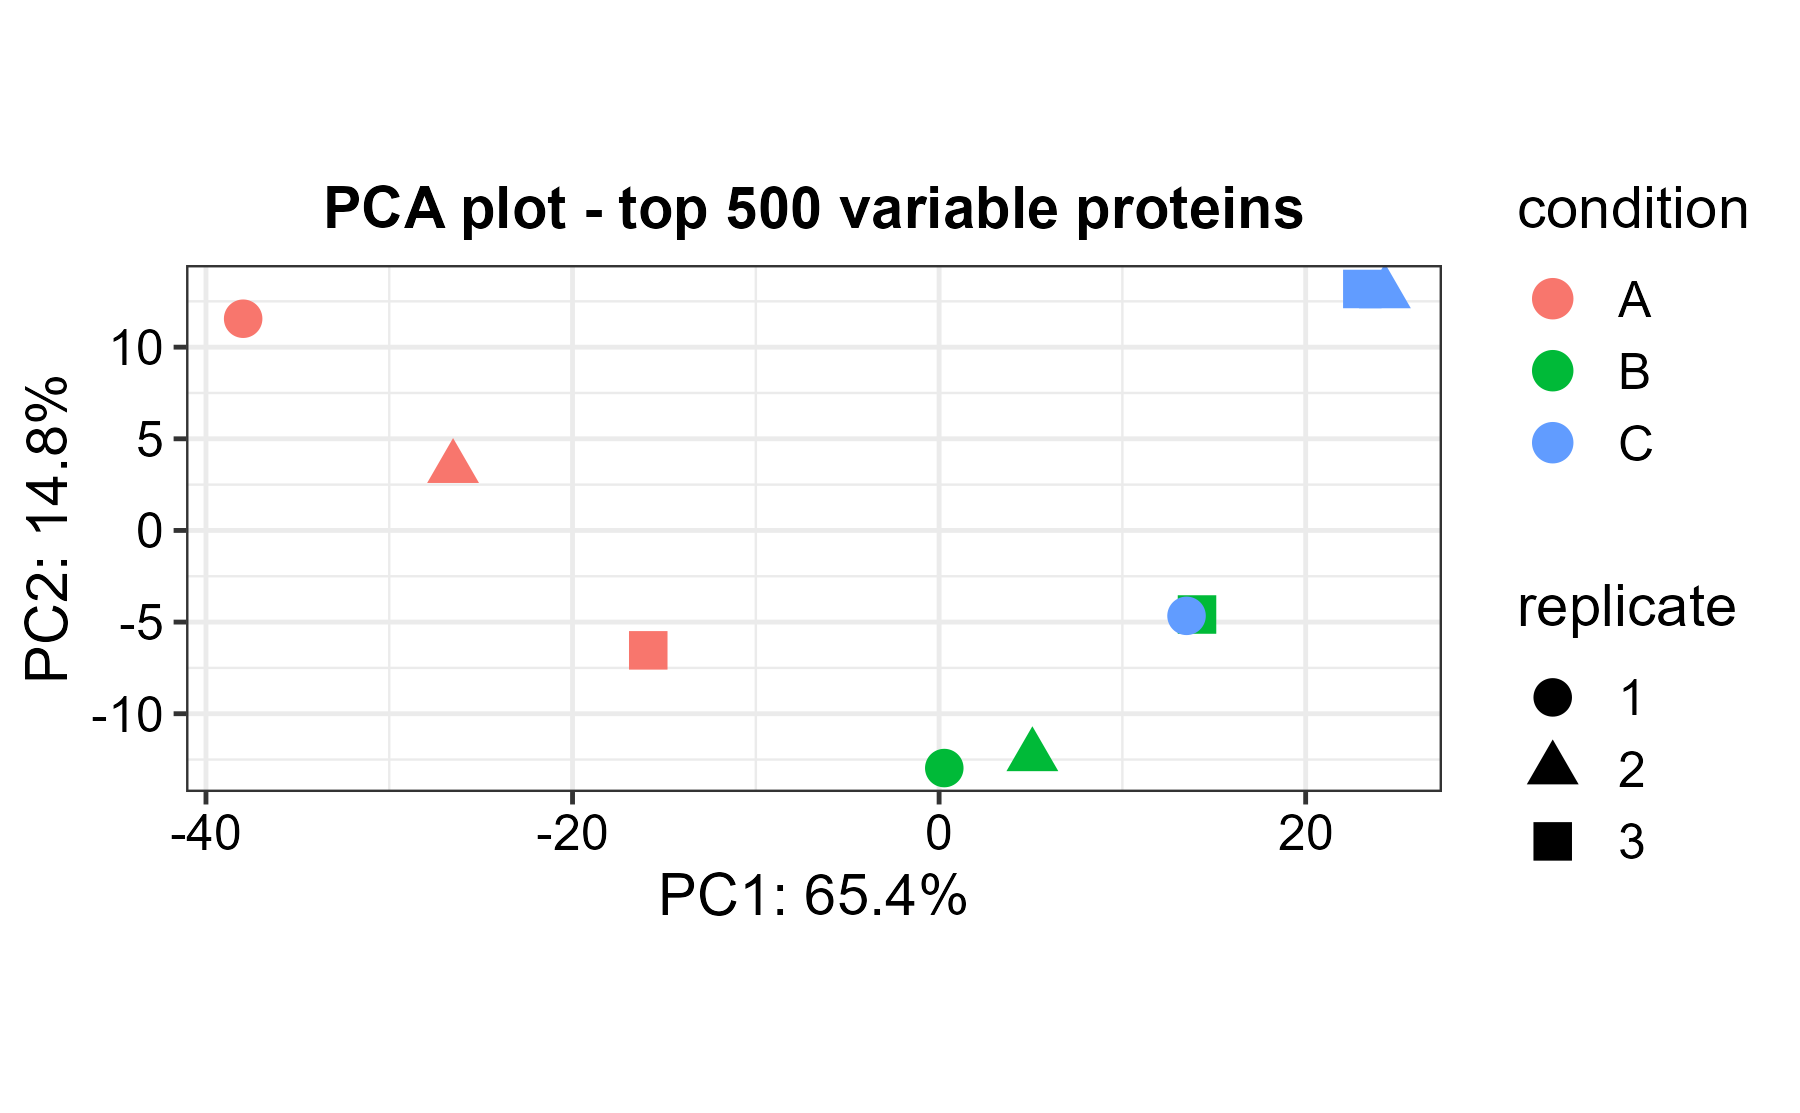 PCA plot - top 500 variable proteins
PC2: 14.8%
10
5
0
-5
-10
-40
-20
0
20
PC1: 65.4%
condition
A
B
C
replicate
1
2
3